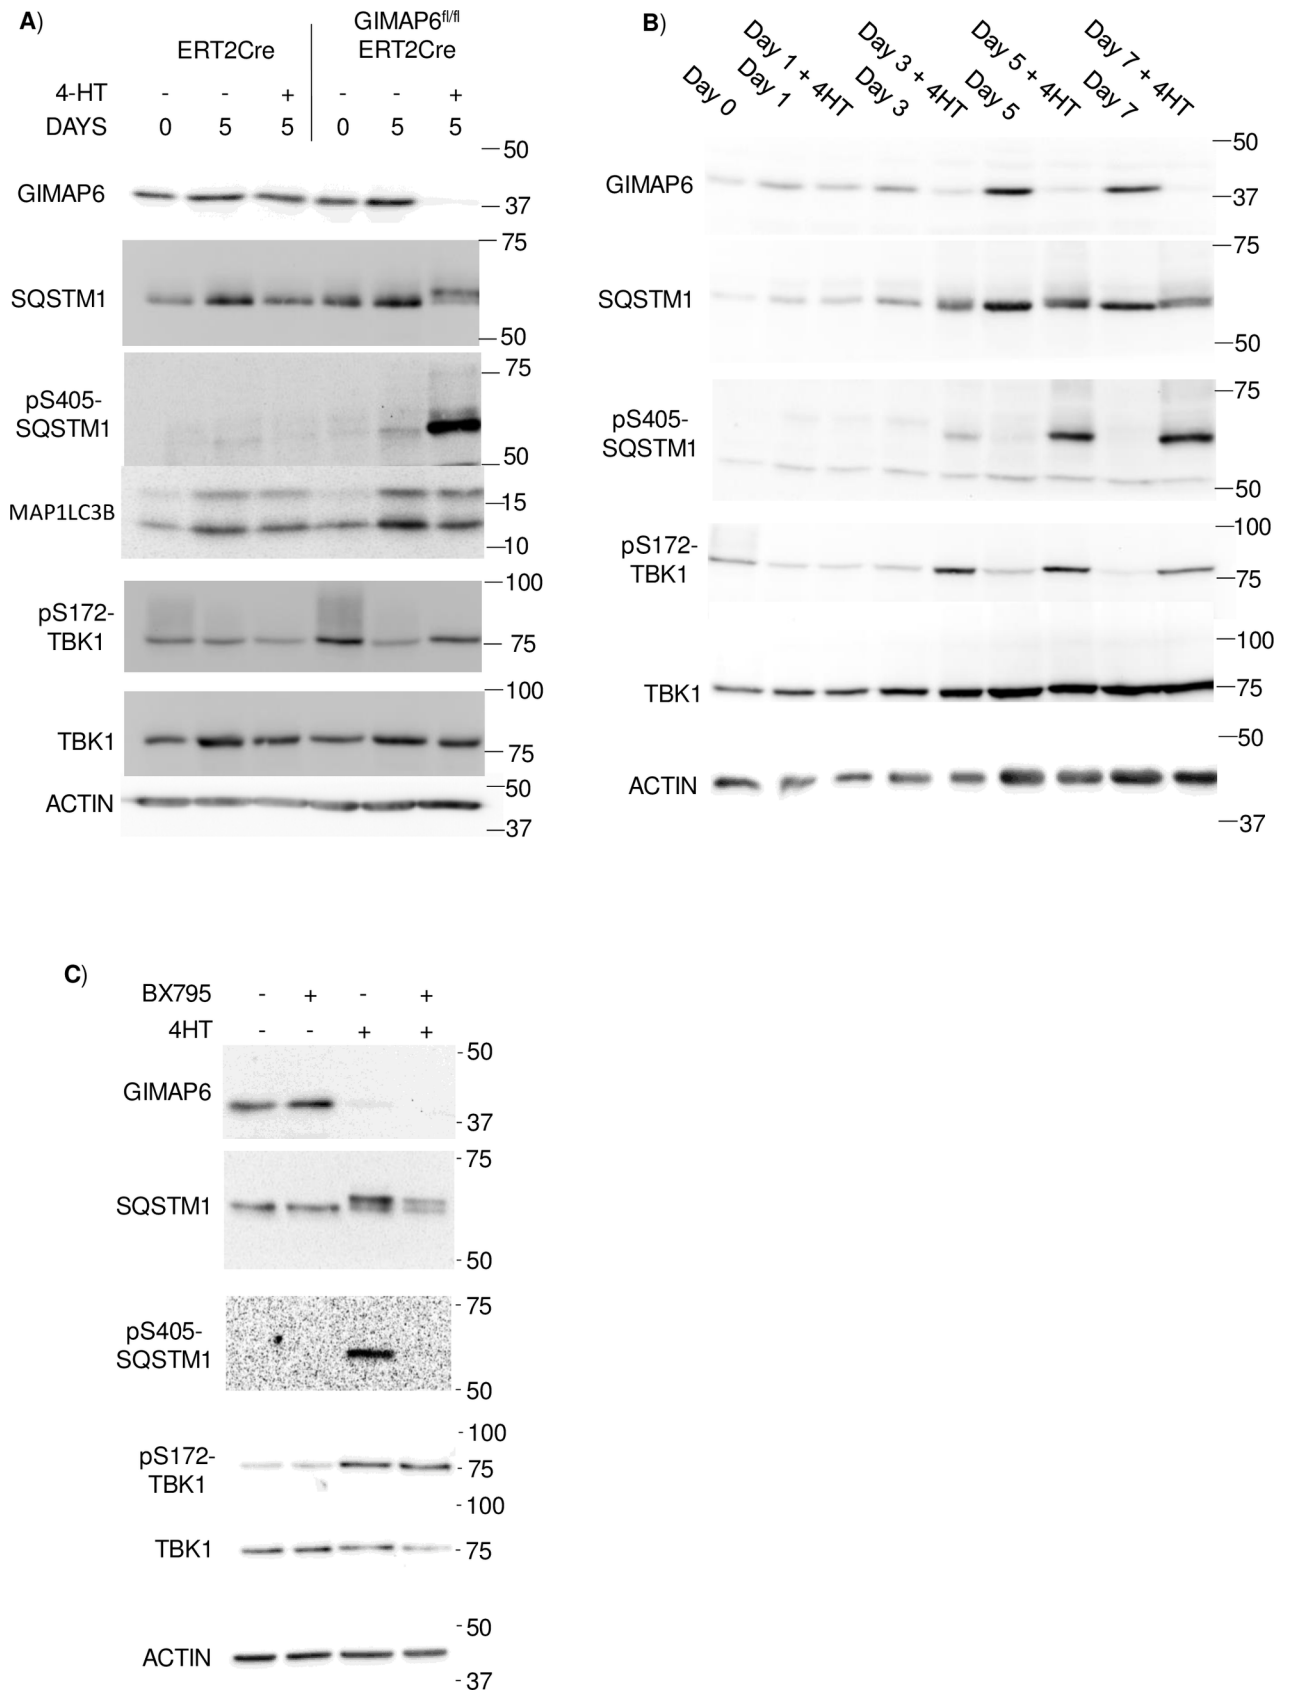 A)
GIMAP6fl/fl
ERT2Cre ERT2Cre
4-HT - - + - - +
DAYS 0 5 5 0 5 5
50
GIMAP6
37
75
SQSTM1
50
75
pS405-
SQSTM1
50
MAP1LC3B
15
10
100
pS172-
TBK1
75
100
TBK1
75
50
ACTIN
37
B)
Day 0
Day 1
Day 1 + 4HT
Day 3
Day 3 + 4HT
Day 5
Day 5 + 4HT
Day 7
Day 7 + 4HT
50
GIMAP6
37
75
SQSTM1
50
75
pS405-
SQSTM1
50
100
pS172-
TBK1
75
100
TBK1
75
50
ACTIN
37
C)
BX795 - + - +
4HT - - + +
50
GIMAP6
37
75
SQSTM1
50
75
pS405-
SQSTM1
50
100
pS172-
TBK1
75
100
TBK1
75
50
ACTIN
37